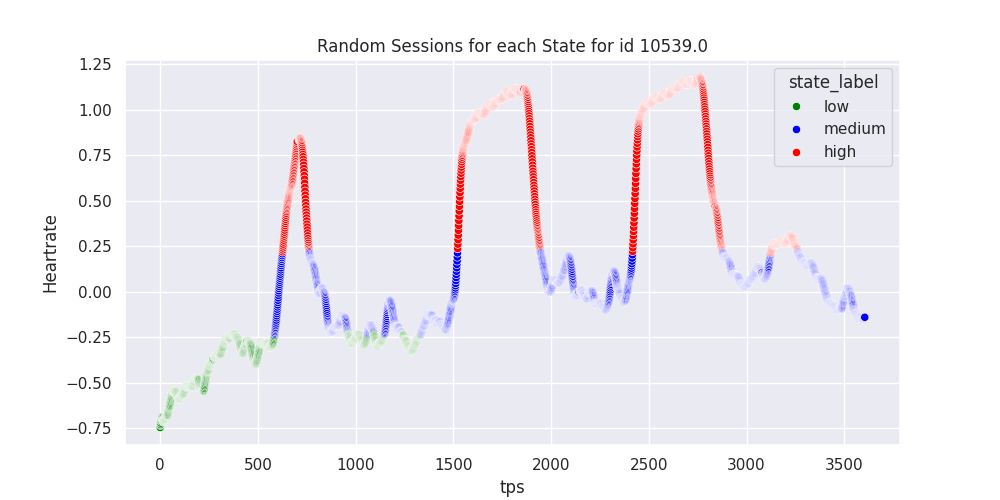 Random Sessions for each State for id 10539.0
1.25
1.00
0.75
0.50
0.25
0.00
−0.25
−0.50
−0.75
Heartrate
state_label
low
medium
high
0 500 1000 1500 2000 2500 3000 3500
tps